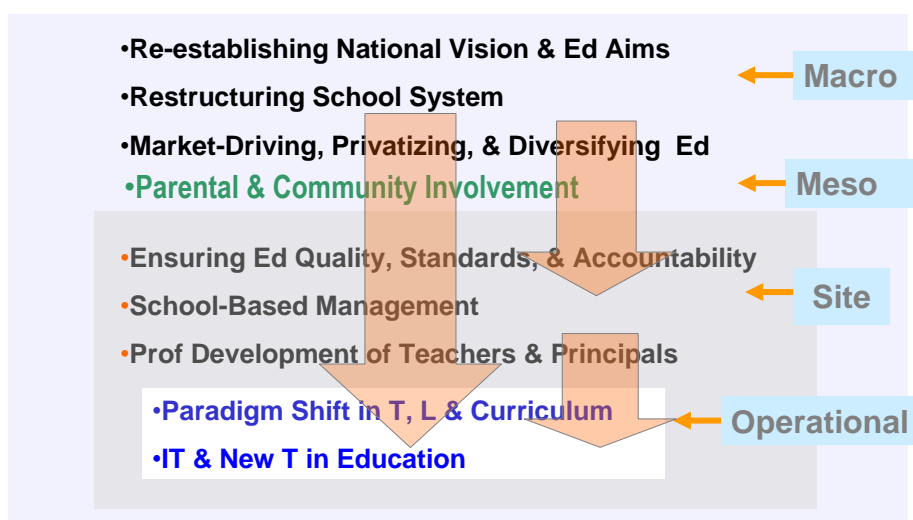 •Re-establishing National Vision & Ed Aims
Macro
•Restructuring School System
•Market-Driving, Privatizing, & Diversifying Ed
•Parental & Community Involvement
Meso
•Ensuring Ed Quality, Standards, & Accountability
•School-Based Management
Site
•Prof Development of Teachers & Principals
•Paradigm Shift in T, L & Curriculum
Operational
•IT & New T in Education